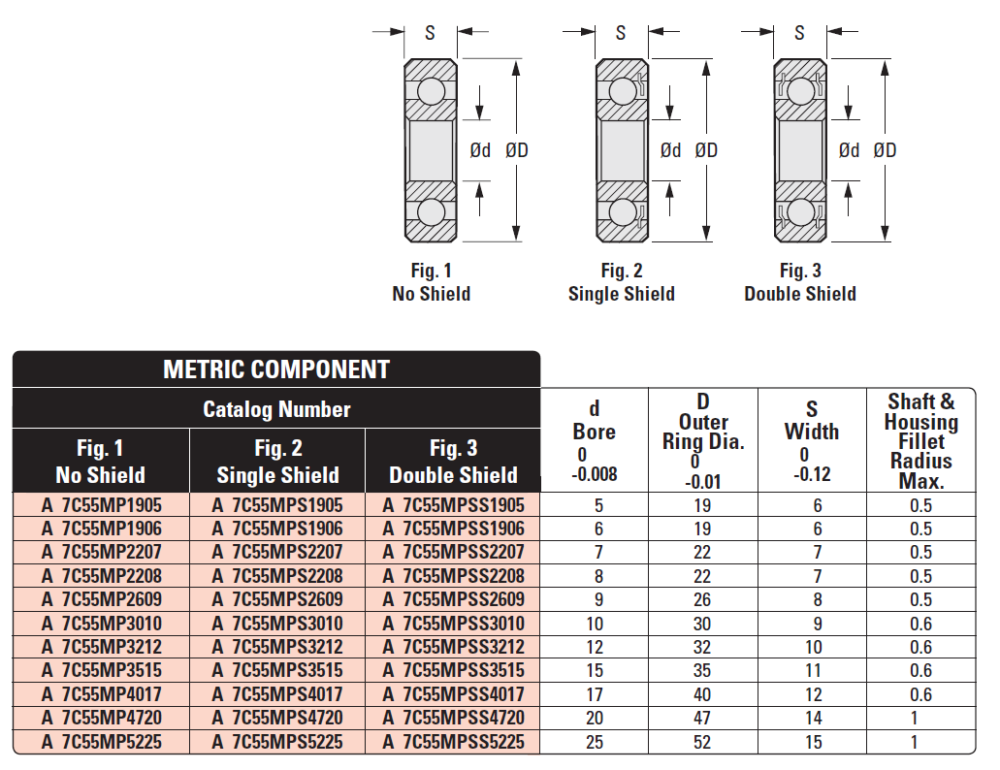 S S S
Ød ØD Ød ØD Ød ØD
Fig. 1 Fig. 2 Fig. 3
No Shield Single Shield Double Shield
METRIC COMPONENT
Catalog Number
Fig. 1 Fig. 2 Fig. 3
No Shield Single Shield Double Shield
d
Bore
0
-0.008
D
Outer
Ring Dia.
0
-0.01
S
Width
0
-0.12
Shaft &
Housing
Fillet
Radius
Max.
A 7C55MP1905 A 7C55MPS1905 A 7C55MPSS1905 5 19 6 0.5
A 7C55MP1906 A 7C55MPS1906 A 7C55MPSS1906 6 19 6 0.5
A 7C55MP2207 A 7C55MPS2207 A 7C55MPSS2207 7 22 7 0.5
A 7C55MP2208 A 7C55MPS2208 A 7C55MPSS2208 8 22 7 0.5
A 7C55MP2609 A 7C55MPS2609 A 7C55MPSS2609 9 26 8 0.5
A 7C55MP3010 A 7C55MPS3010 A 7C55MPSS3010 10 30 9 0.6
A 7C55MP3212 A 7C55MPS3212 A 7C55MPSS3212 12 32 10 0.6
A 7C55MP3515 A 7C55MPS3515 A 7C55MPSS3515 15 35 11 0.6
A 7C55MP4017 A 7C55MPS4017 A 7C55MPSS4017 17 40 12 0.6
A 7C55MP4720 A 7C55MPS4720 A 7C55MPSS4720 20 47 14 1
A 7C55MP5225 A 7C55MPS5225 A 7C55MPSS5225 25 52 15 1